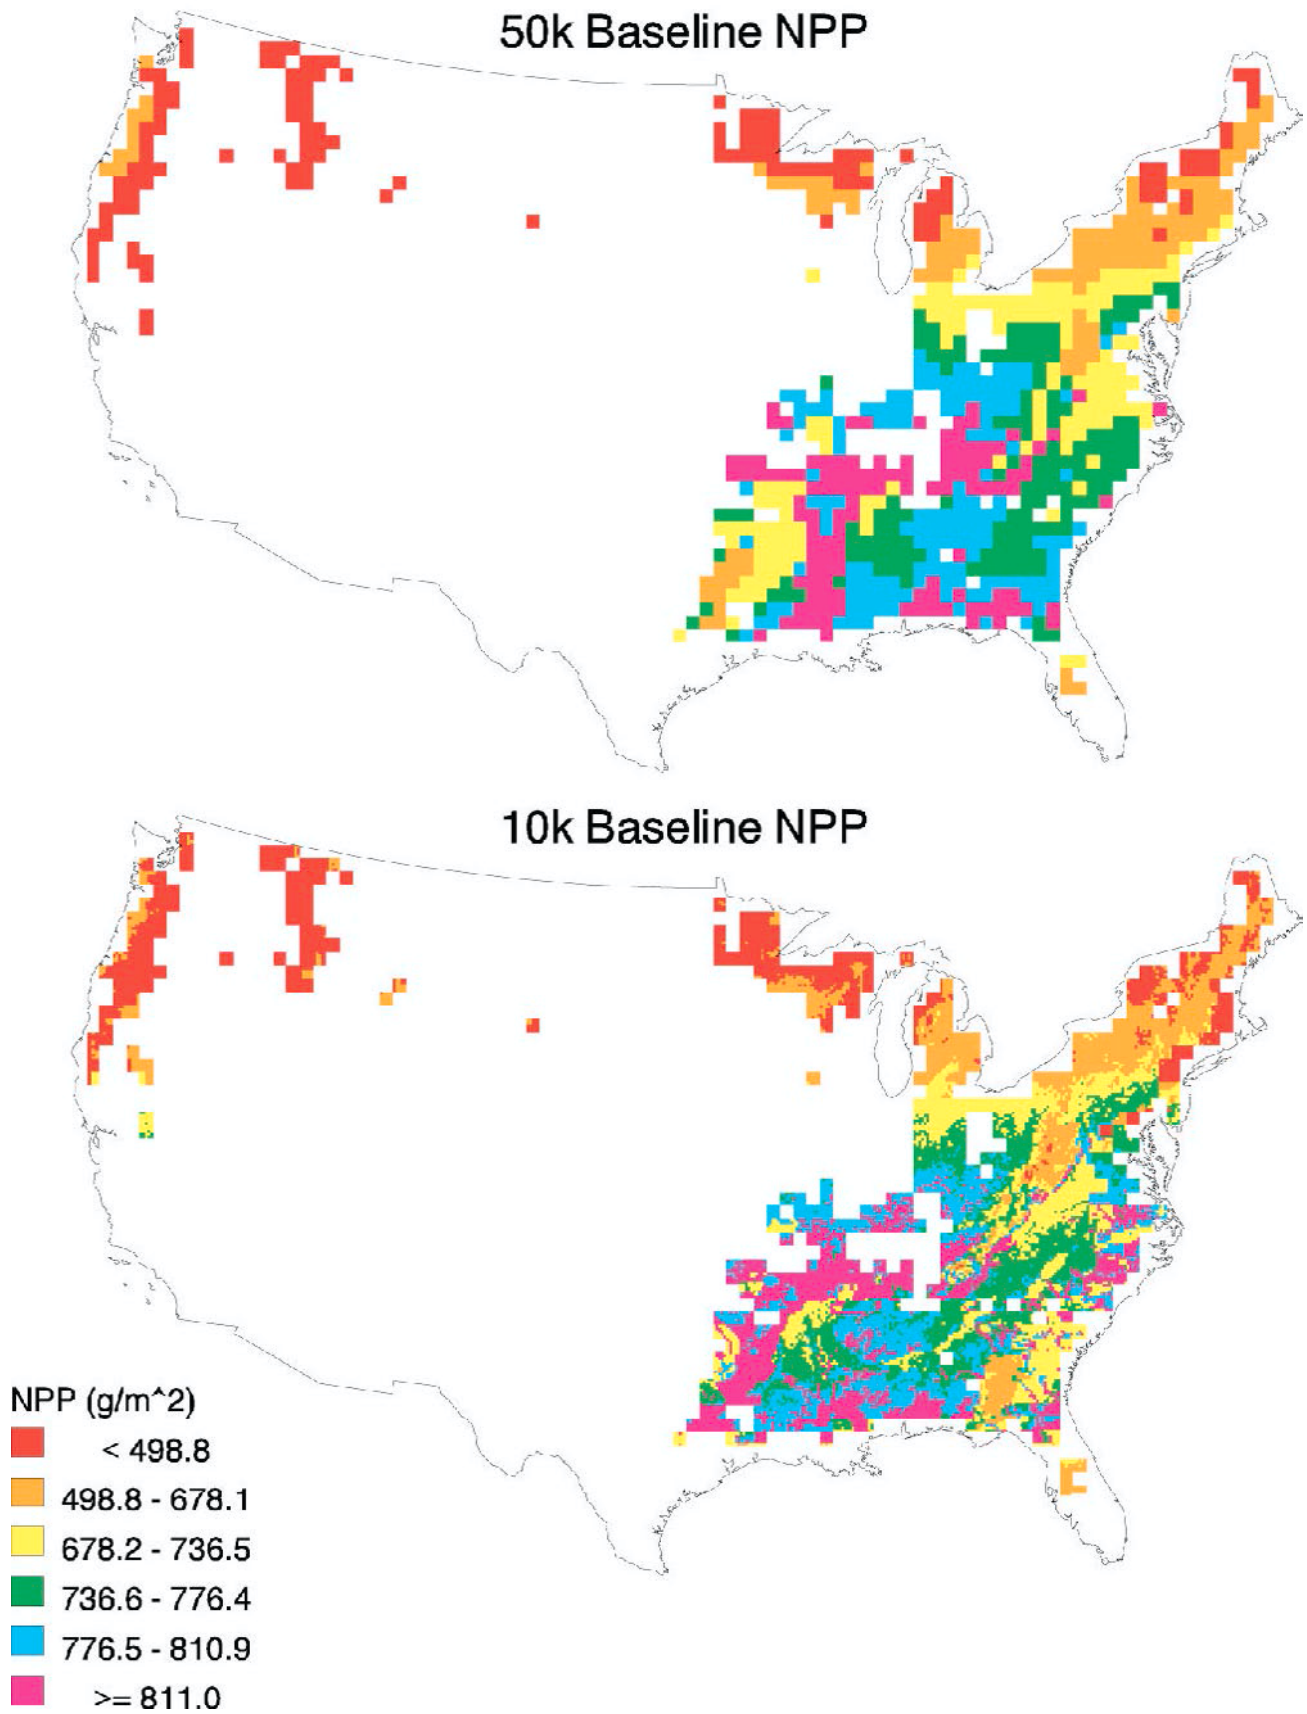 50k Baseline NPP
10k Baseline NPP
NPP (g/m^2)
< 498.8
498.8 - 678.1
678.2 - 736.5
736.6 - 776.4
776.5 - 810.9
>= 811.0